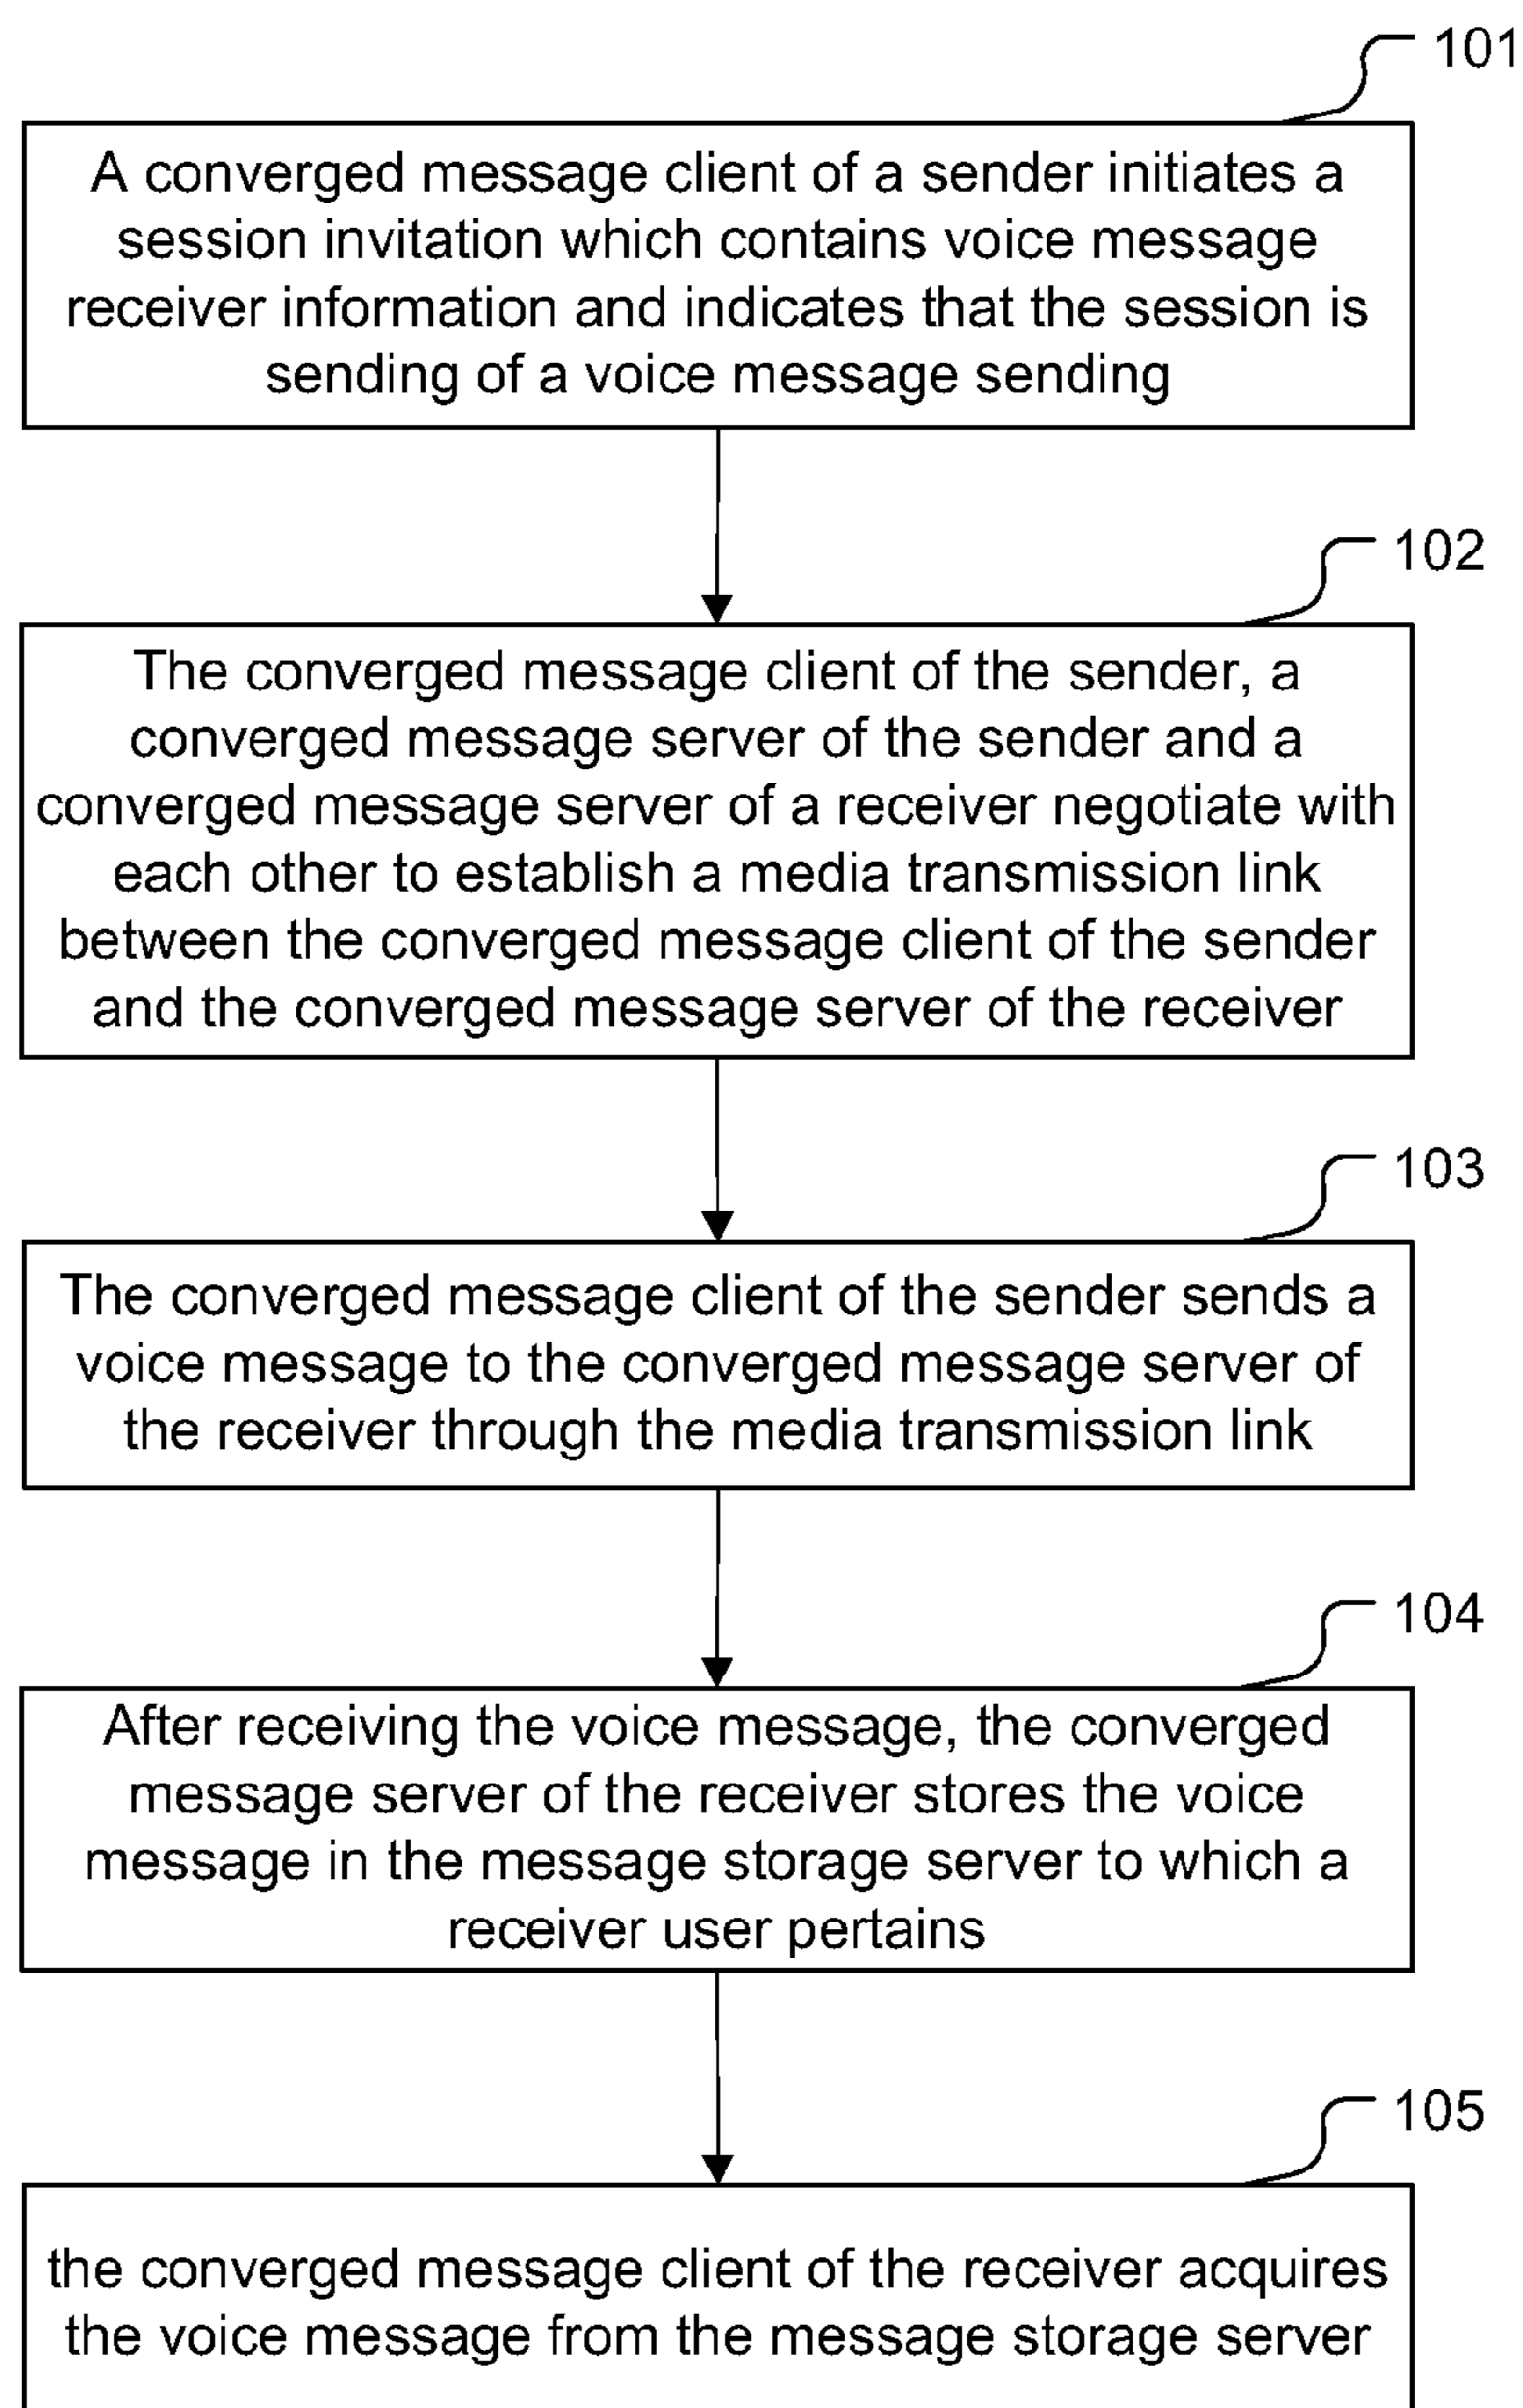 101
A converged message client of a sender initiates a
session invitation which contains voice message
receiver information and indicates that the session is
sending of a voice message sending
102
The converged message client of the sender, a
converged message server of the sender and a
converged message server of a receiver negotiate with
each other to establish a media transmission link
between the converged message client of the sender
and the converged message server of the receiver
103
The converged message client of the sender sends a
voice message to the converged message server of
the receiver through the media transmission link
104
After receiving the voice message, the converged
message server of the receiver stores the voice
message in the message storage server to which a
receiver user pertains
105
the converged message client of the receiver acquires
the voice message from the message storage server